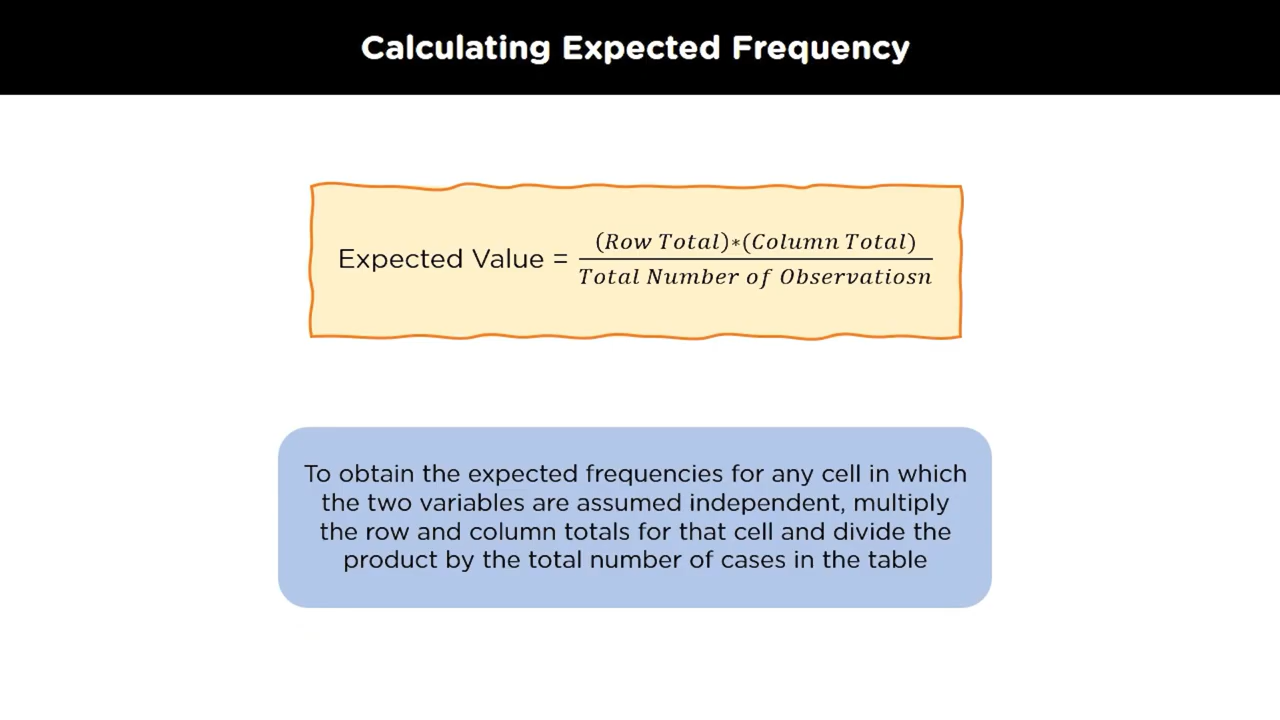 Calculating Expected Frequency
Expected Value = (Row Total)*(Column Total)
Total Number of Observatiosn
To obtain the expected frequencies for any cell in which
the two variables are assumed independent, multiply
the row and column totals for that cell and divide the
product by the total number of cases in the table